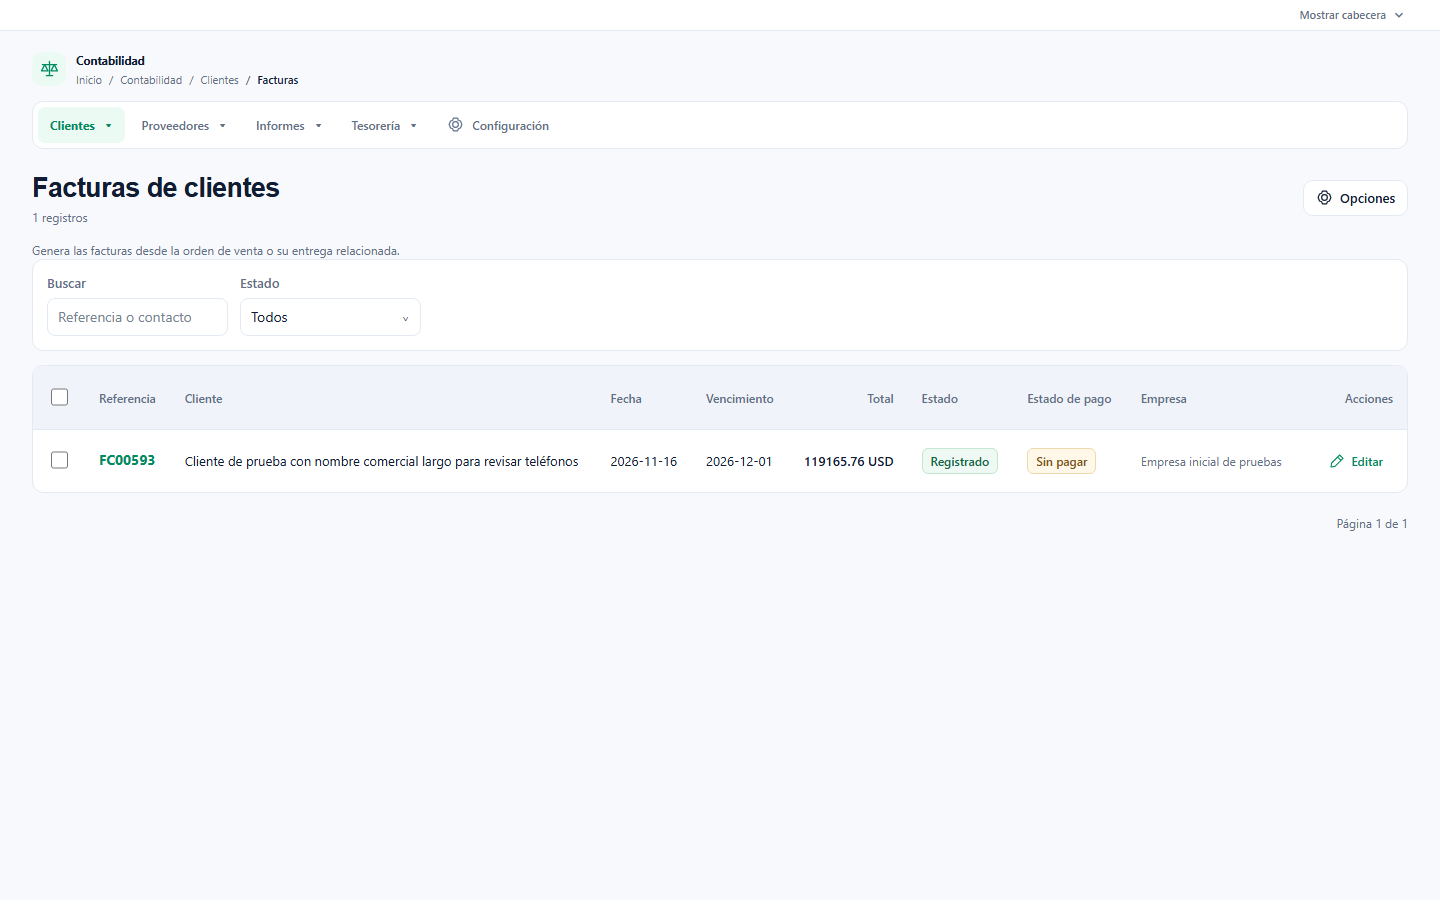 Mostrar cabecera
Contabilidad
Inicio / Contabilidad / Clientes / Facturas
Clientes Proveedores Informes Tesorería Configuración
Facturas de clientes
Opciones
1 registros
Genera las facturas desde la orden de venta o su entrega relacionada.
Buscar Estado
Referencia o contacto Todos
Referencia Cliente Fecha Vencimiento Total Estado Estado de pago Empresa Acciones
FC00593 Cliente de prueba con nombre comercial largo para revisar teléfonos 2026-11-16 2026-12-01 119165.76 USD Registrado Sin pagar Empresa inicial de pruebas Editar
Página 1 de 1